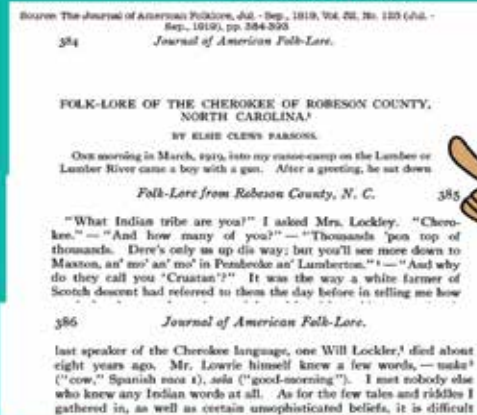 Source: The Journal of American Folklore, Jul. - Sep., 1919, Vol. 32, No. 125 (Jul. -
Sep., 1919), pp. 384-393
384 Journal of American Folk-Lore.
FOLK-LORE OF THE CHEROKEE OF ROBESON COUNTY,
NORTH CAROLINA.¹
BY ELSIE CLEWS PARSONS.
ONE morning in March, 1919, into my canoe-camp on the Lumber or
Lumber River came a boy with a gun. After a greeting, he sat down
Folk-Lore from Robeson County, N. C. 385
"What Indian tribe are you?" I asked Mrs. Lockley. "Chero-
kee." — "And how many of you?" — "Thousands 'pon top of
thousands. Dere's only us up dis way; but you'll see more down to
Maxton, an' mo' an' mo' in Pembroke an' Lumberton." — "And why
do they call you 'Cruatan'?" It was the way a white farmer of
Scotch descent had referred to them the day before in telling me how
386 Journal of American Folk-Lore.
last speaker of the Cherokee language, one Will Lockler, died about
eight years ago. Mr. Lowrie himself knew a few words, —
("cow," Spanish ), ("good-morning"). I met nobody else
who knew any Indian words at all. As for the few tales and riddles I
gathered in, as well as certain unsophisticated beliefs, it is difficult